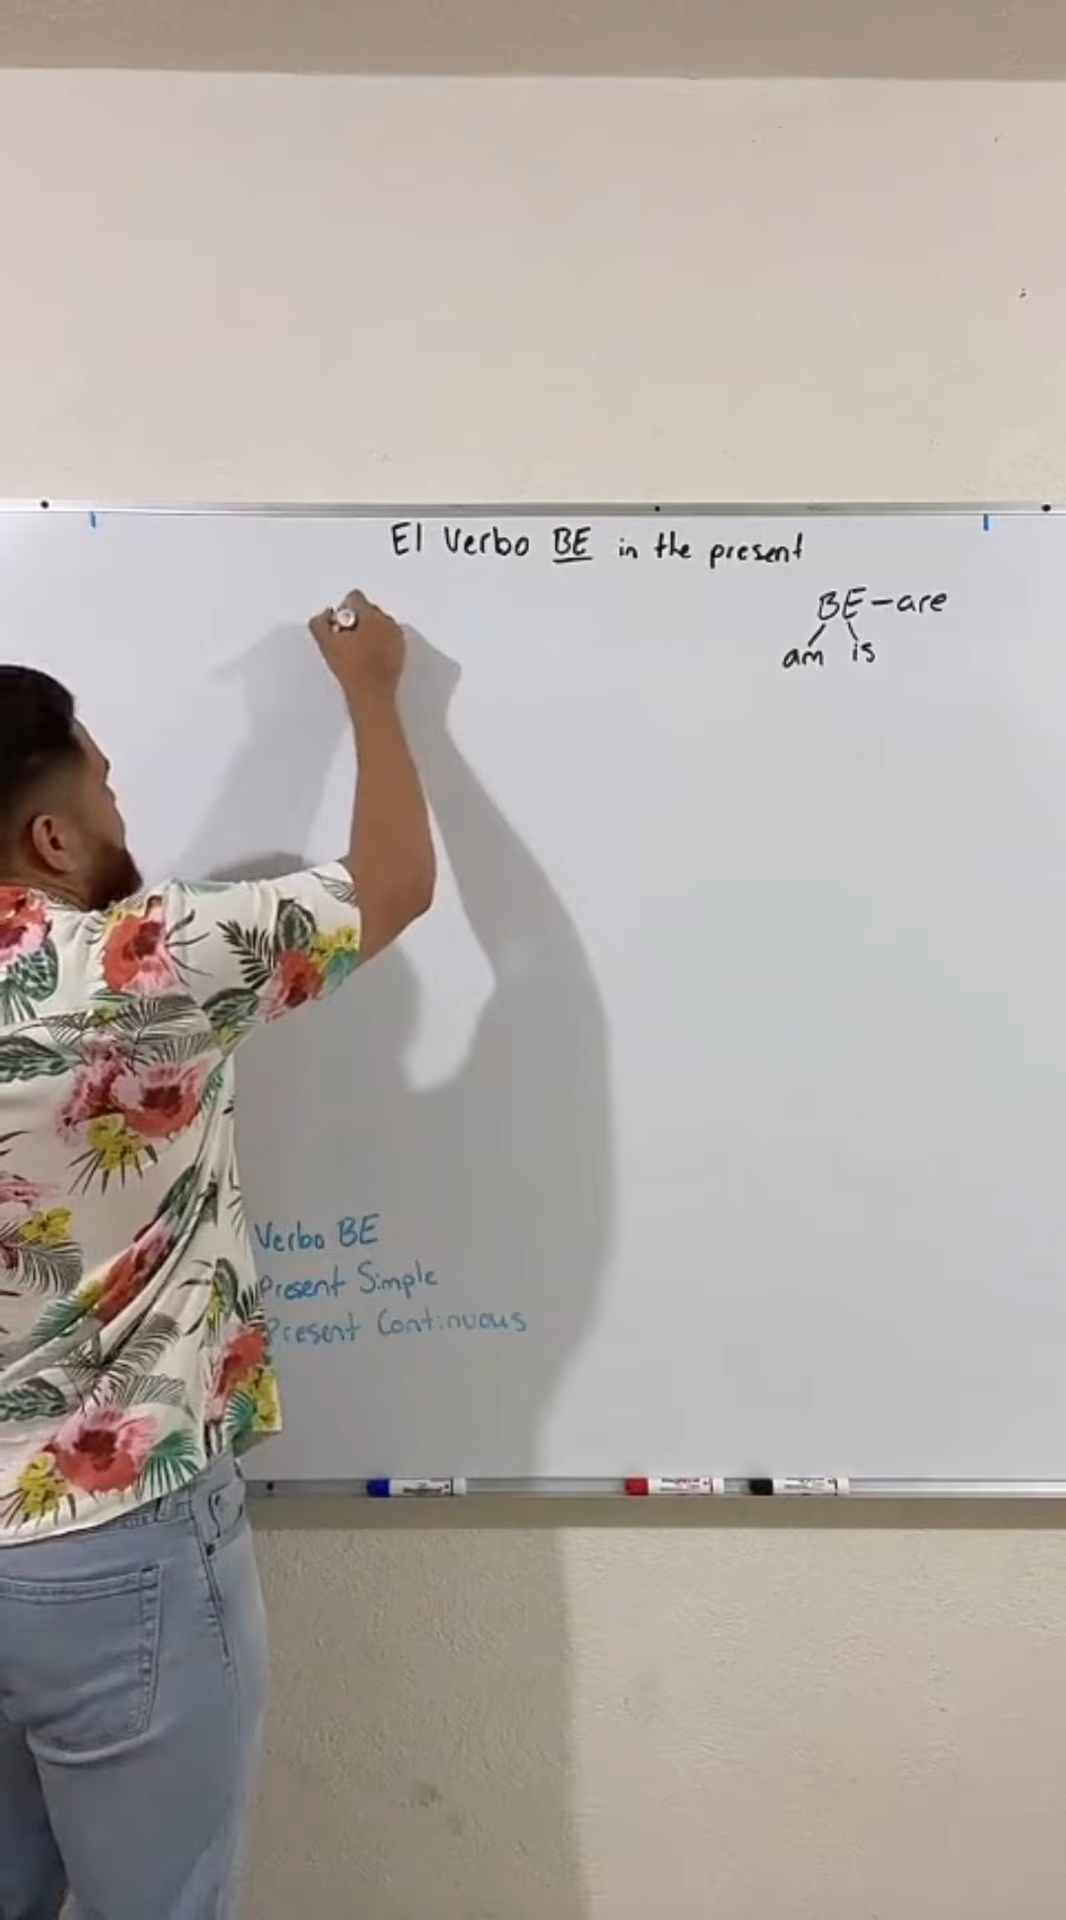 El Verbo BE in the present
BE-are
am is
Verbo BE
Present Simple
Present Continuous